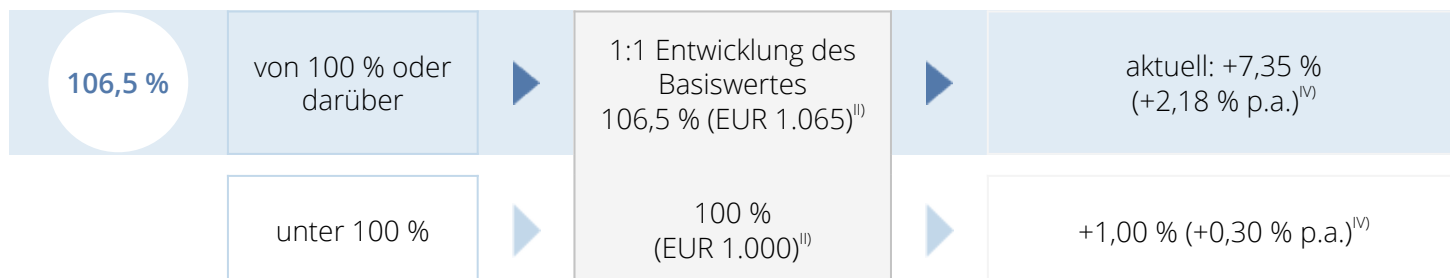 106,5 %
von 100 % oder
darüber
1:1 Entwicklung des
Basiswertes
106,5 % (EUR 1.065)II)
aktuell: +7,35 %
(+2,18 % p.a.)IV)
unter 100 %
100 %
(EUR 1.000)II)
+1,00 % (+0,30 % p.a.)IV)